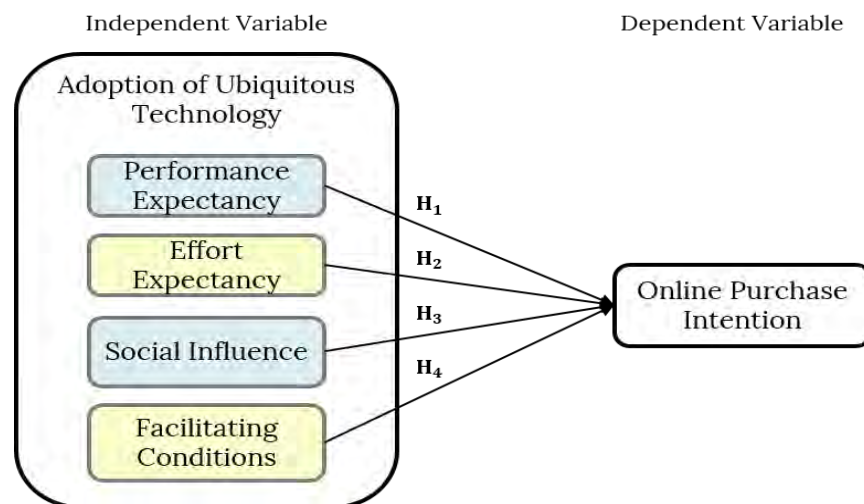 Independent Variable
Dependent Variable
Adoption of Ubiquitous
Technology
Performance
Expectancy
Effort
Expectancy
Social Influence
Facilitating
Conditions
H₁
H₂
H₃
H₄
Online Purchase
Intention